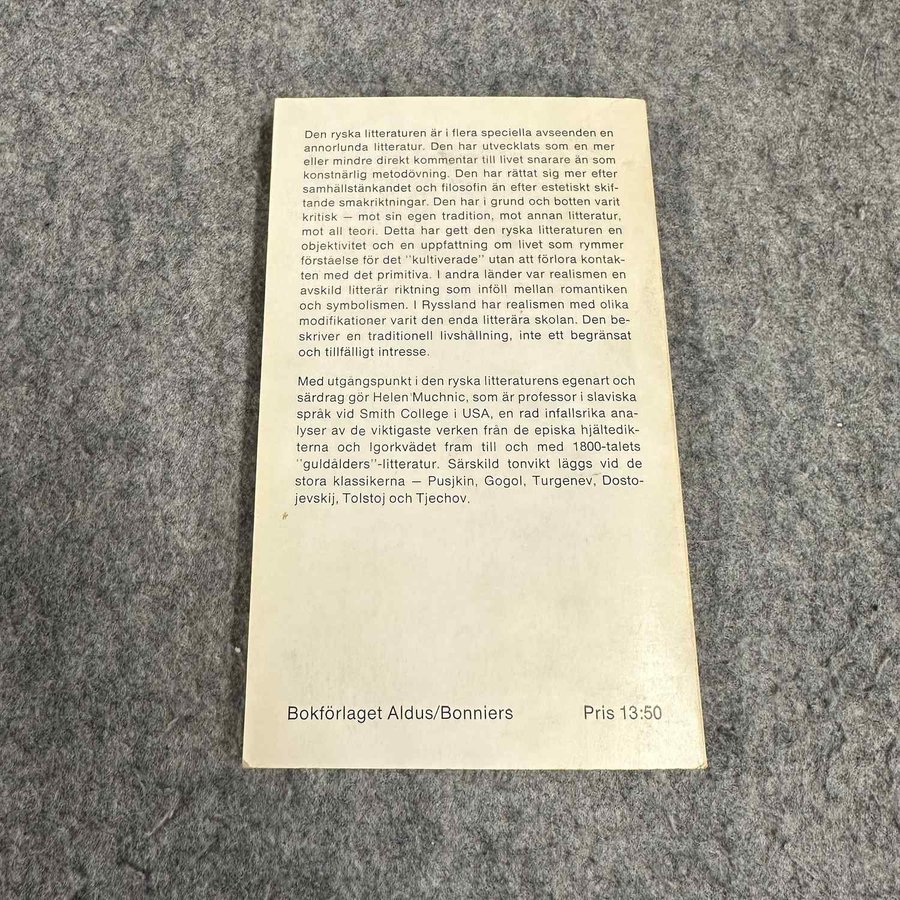 Den ryska litteraturen är i flera speciella avseenden en
annorlunda litteratur. Den har utvecklats som en mer
eller mindre direkt kommentar till livet snarare än som
konstnärlig metodövning. Den har rättat sig mer efter
samhällstänkandet och filosofin än efter estetiskt skif-
tande smakriktningar. Den har i grund och botten varit
kritisk – mot sin egen tradition, mot annan litteratur,
mot all teori. Detta har gett den ryska litteraturen en
objektivitet och en uppfattning om livet som rymmer
förståelse för det "kultiverade" utan att förlora kontak-
ten med det primitiva. I andra länder var realismen en
avskild litterär riktning som inföll mellan romantiken
och symbolismen. I Ryssland har realismen med olika
modifikationer varit den enda litterära skolan. Den be-
skriver en traditionell livshållning, inte ett begränsat
och tillfälligt intresse.
Med utgångspunkt i den ryska litteraturens egenart och
särdrag gör Helen Muchnic, som är professor i slaviska
språk vid Smith College i USA, en rad infallsrika ana-
lyser av de viktigaste verken från de episka hjältedik-
terna och Igorkvädet fram till och med 1800-talets
"guldålders"-litteratur. Särskild tonvikt läggs vid de
stora klassikerna – Pusjkin, Gogol, Turgenev, Dosto-
jevskij, Tolstoj och Tjechov.
Bokförlaget Aldus/Bonniers
Pris 13:50